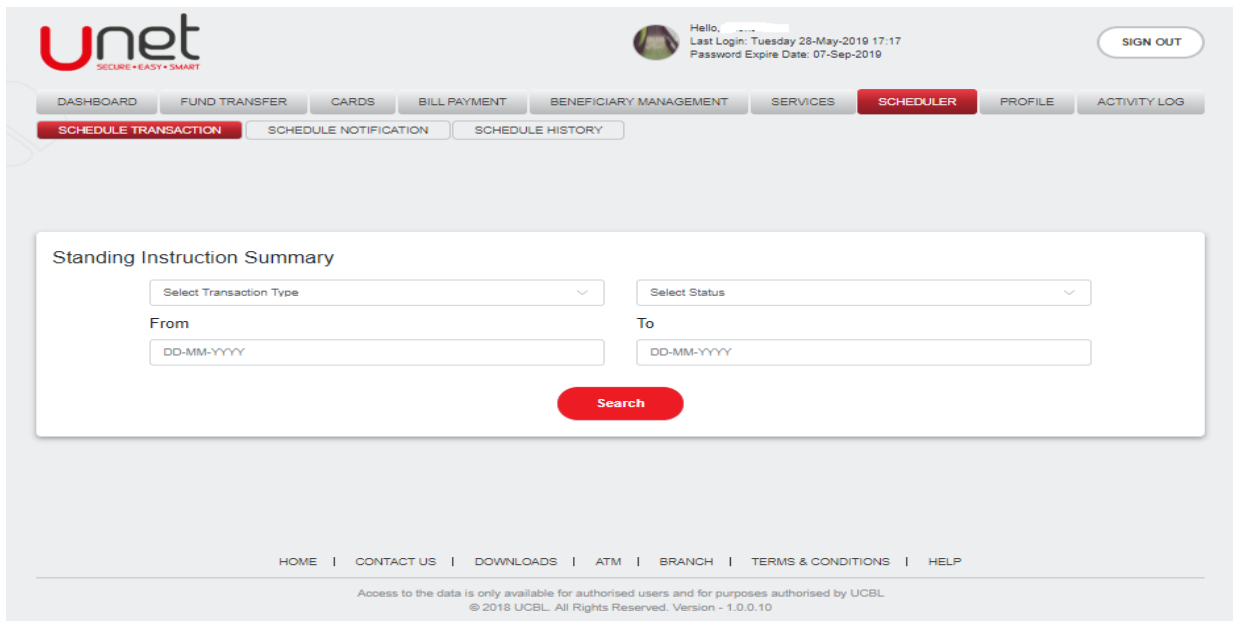 unet
SECURE • EASY • SMART
Hello,
Last Login: Tuesday 28-May-2019 17:17
Password Expire Date: 07-Sep-2019
SIGN OUT
DASHBOARD FUND TRANSFER CARDS BILL PAYMENT BENEFICIARY MANAGEMENT SERVICES SCHEDULER PROFILE ACTIVITY LOG
SCHEDULE TRANSACTION SCHEDULE NOTIFICATION SCHEDULE HISTORY
Standing Instruction Summary
Select Transaction Type Select Status
From To
DD-MM-YYYY DD-MM-YYYY
Search
HOME | CONTACT US | DOWNLOADS | ATM | BRANCH | TERMS & CONDITIONS | HELP
Access to the data is only available for authorised users and for purposes authorised by UCBL
© 2018 UCBL. All Rights Reserved. Version - 1.0.0.10